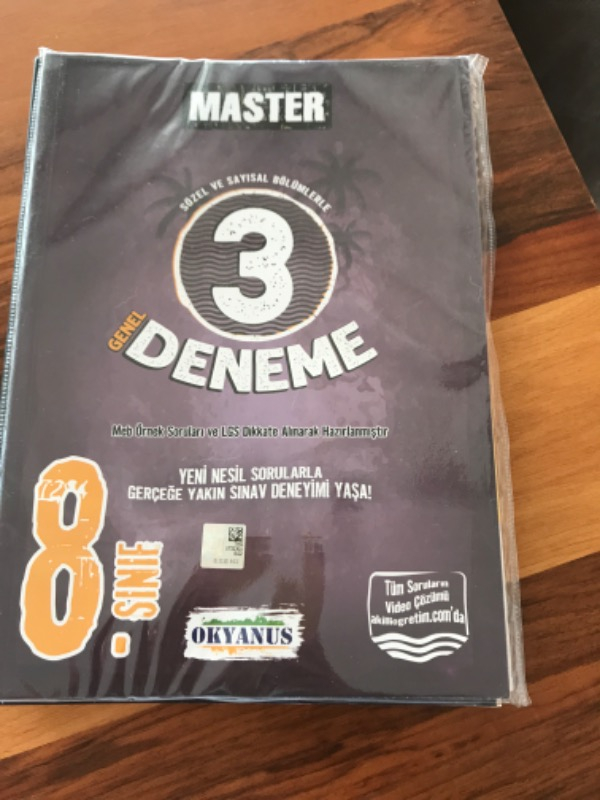 MASTER
SÖZEL VE SAYISAL BÖLÜMLERLE
3
GENEL
DENEME
Meb Örnek Soruları ve LGS Dikkate Alınarak Hazırlanmıştır
YENİ NESİL SORULARLA
GERÇEĞE YAKIN SINAV DENEYİMİ YAŞA!
8. SINIF
OKYANUS
Tüm Soruların
Video Çözümü
akilliogretim.com'da